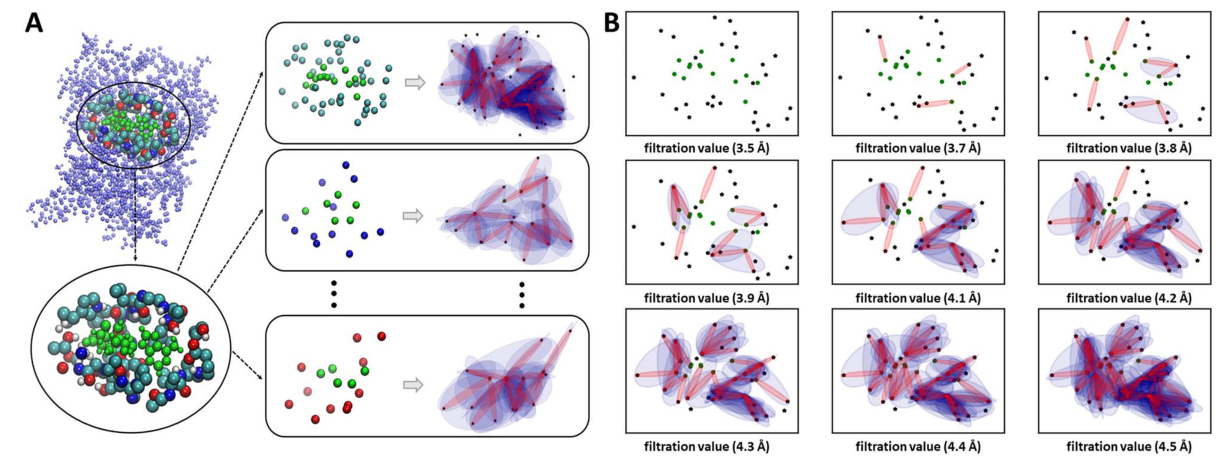 A
B
filtration value (3.5 Å)
filtration value (3.7 Å)
filtration value (3.8 Å)
filtration value (3.9 Å)
filtration value (4.1 Å)
filtration value (4.2 Å)
filtration value (4.3 Å)
filtration value (4.4 Å)
filtration value (4.5 Å)